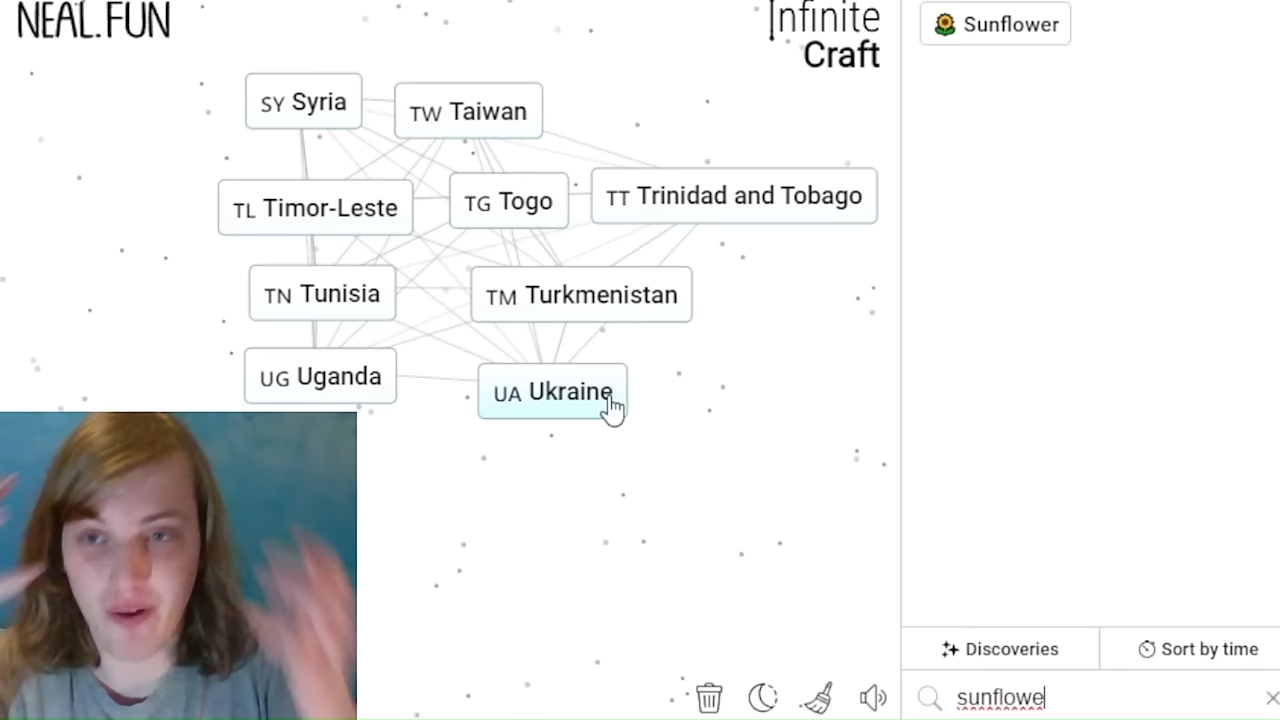 NEAL.FUN
Infinite
Craft
Sunflower
SY Syria
TW Taiwan
TL Timor-Leste
TG Togo
TT Trinidad and Tobago
TN Tunisia
TM Turkmenistan
UG Uganda
UA Ukraine
Discoveries
Sort by time
sunflowe